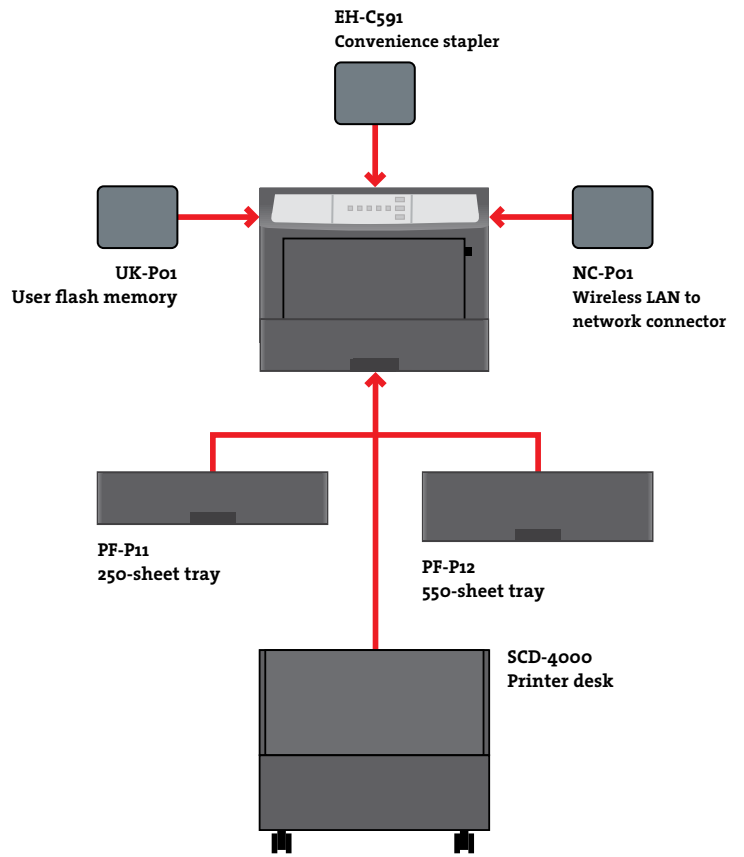 EH-C591
Convenience stapler
UK-P01
User flash memory
NC-P01
Wireless LAN to
network connector
PF-P11
250-sheet tray
PF-P12
550-sheet tray
SCD-4000
Printer desk